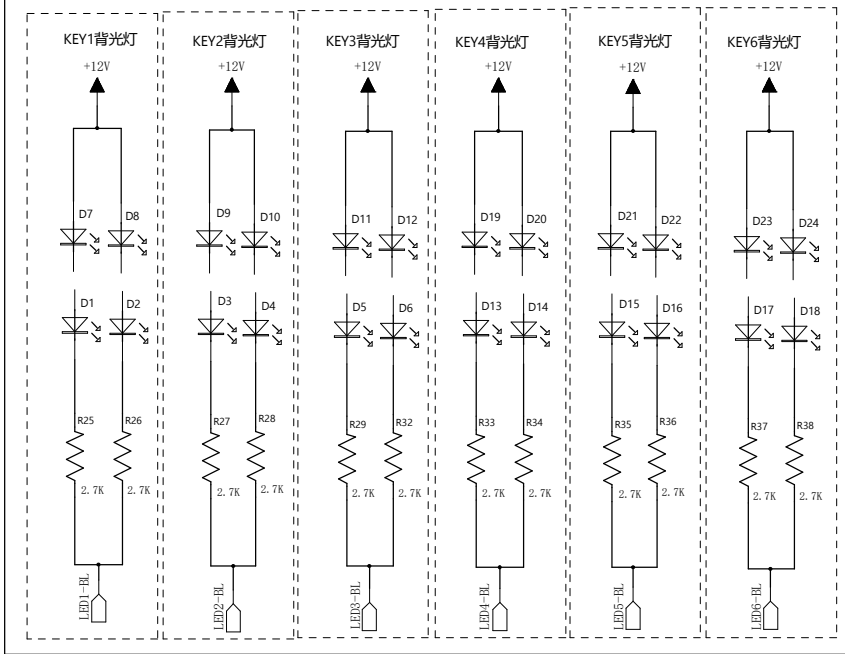 KEY1背光灯
+12V
D7
D8
D1
D2
R25
R26
2.7K
2.7K
LED1-BL
KEY2背光灯
+12V
D9
D10
D3
D4
R27
R28
2.7K
2.7K
LED2-BL
KEY3背光灯
+12V
D11
D12
D5
D6
R29
R32
2.7K
2.7K
LED3-BL
KEY4背光灯
+12V
D19
D20
D13
D14
R33
R34
2.7K
2.7K
LED4-BL
KEY5背光灯
+12V
D21
D22
D15
D16
R35
R36
2.7K
2.7K
LED5-BL
KEY6背光灯
+12V
D23
D24
D17
D18
R37
R38
2.7K
2.7K
LED6-BL